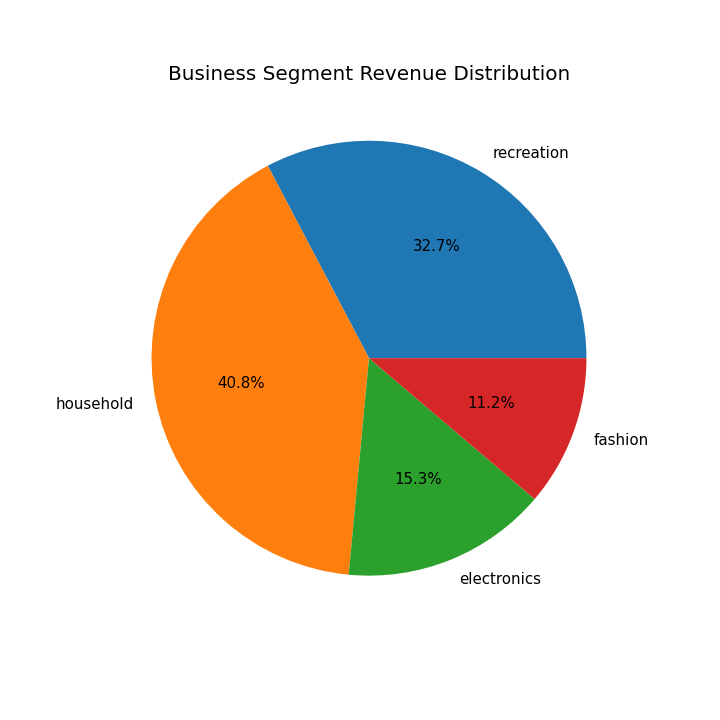 Business Segment Revenue Distribution
recreation
32.7%
40.8%
household
11.2%
fashion
15.3%
electronics